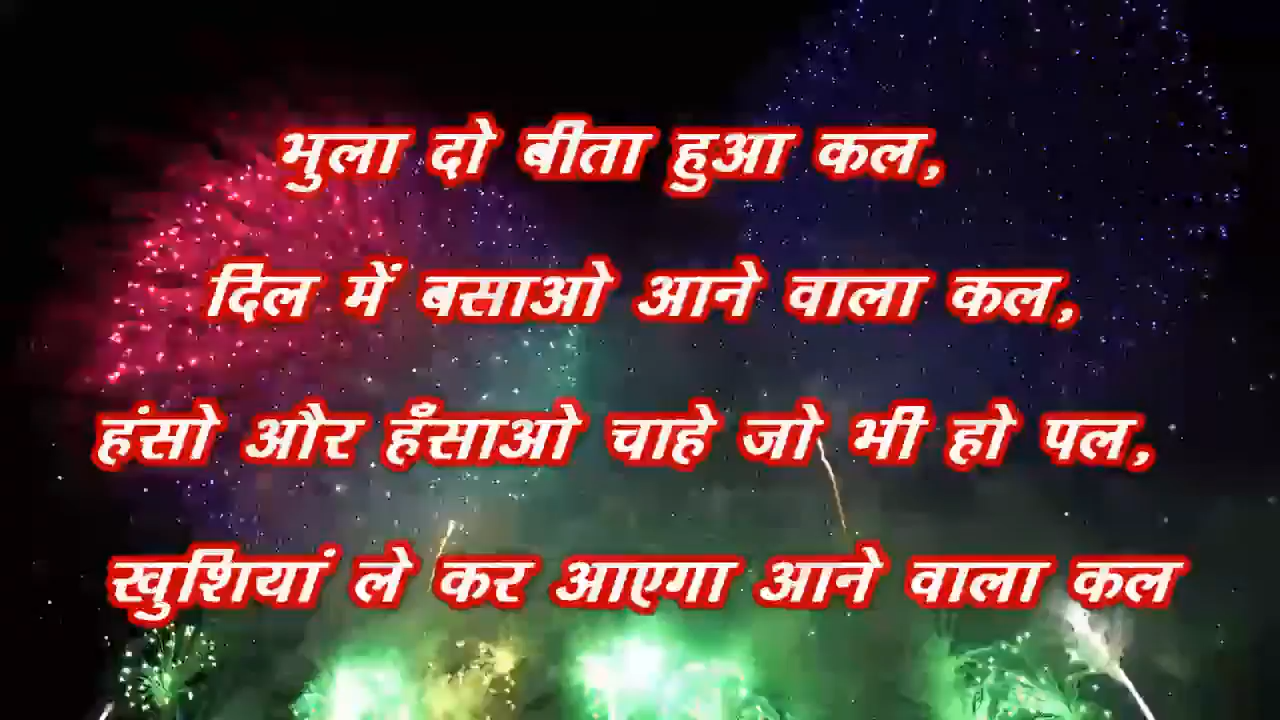 भुला दो बीता हुआ कल,
दिल में बसाओ आने वाला कल,
हंसो और हँसाओ चाहे जो भी हो पल,
खुशियां ले कर आएगा आने वाला कल